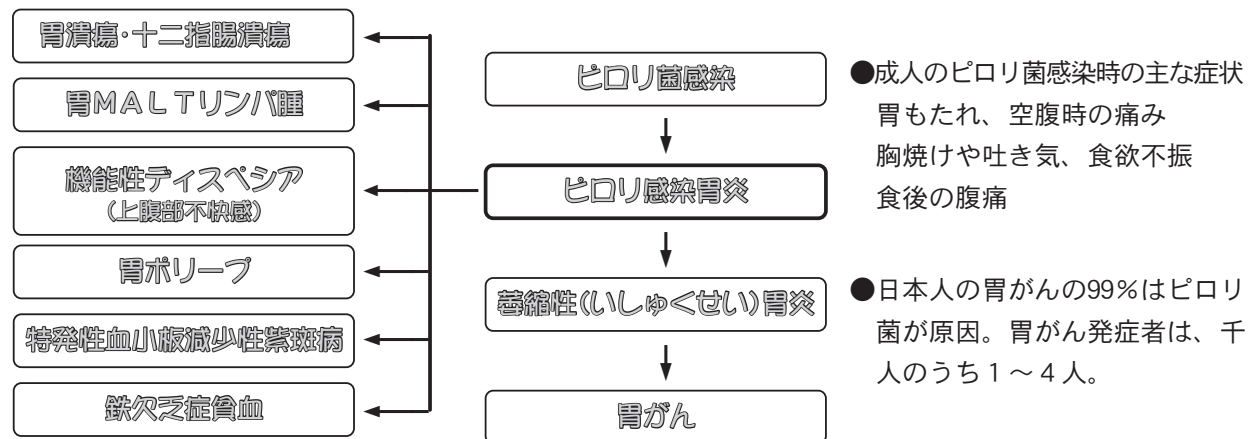 胃潰瘍･十二指腸潰瘍
胃ＭＡＬＴリンパ腫
機能性ディスペシア
（上腹部不快感）
胃ポリープ
特発性血小板減少性紫斑病
鉄欠乏症貧血
ピロリ菌感染
ピロリ感染胃炎
萎縮性（いしゅくせい）胃炎
胃がん
●成人のピロリ菌感染時の主な症状
胃もたれ、空腹時の痛み
胸焼けや吐き気、食欲不振
食後の腹痛
●日本人の胃がんの99％はピロリ
菌が原因。胃がん発症者は、千
人のうち１～４人。